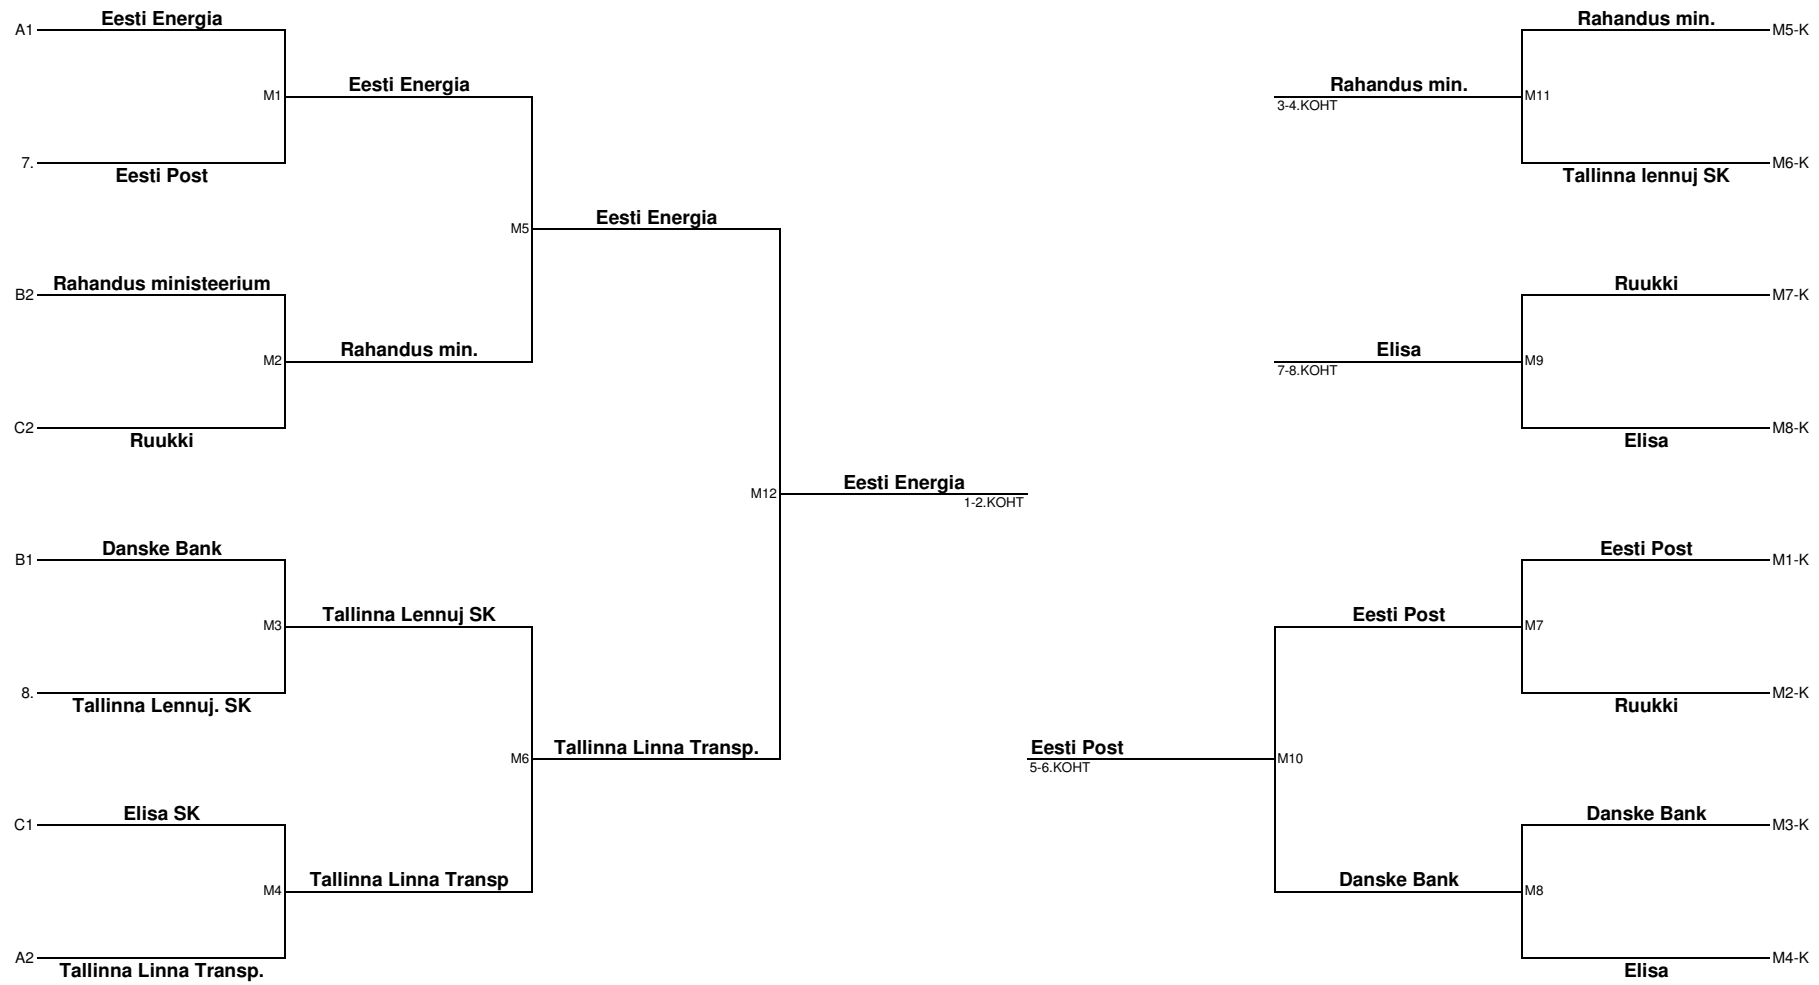 Eesti Energia
A1
Eesti Energia
M1
7.
Eesti Post
Eesti Energia
M5
Rahandus ministeerium
B2
Rahandus min.
M2
C2
Ruukki
Eesti Energia
M12
1-2.KOHT
Danske Bank
B1
Tallinna Lennuj SK
M3
8.
Tallinna Lennuj. SK
Tallinna Linna Transp.
M6
Elisa SK
C1
Tallinna Linna Transp
M4
A2
Tallinna Linna Transp.
Rahandus min.
M5-K
Rahandus min.
3-4.KOHT
M11
M6-K
Tallinna lennuj SK
Ruukki
M7-K
Elisa
7-8.KOHT
M9
M8-K
Elisa
Eesti Post
M1-K
Eesti Post
M7
M2-K
Ruukki
Eesti Post
5-6.KOHT
M10
Danske Bank
M3-K
Danske Bank
M8
M4-K
Elisa